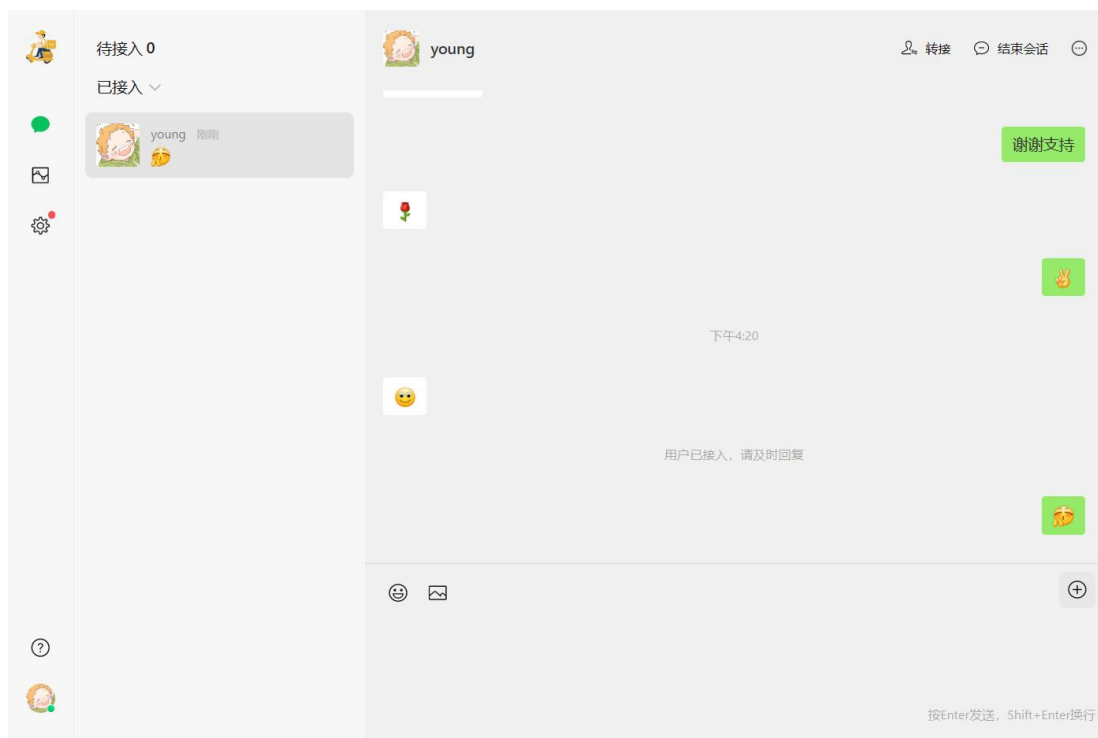 待接入 0
已接入
young 刚刚
young
转接
结束会话
谢谢支持
下午4:20
用户已接入，请及时回复
按Enter发送，Shift+Enter换行